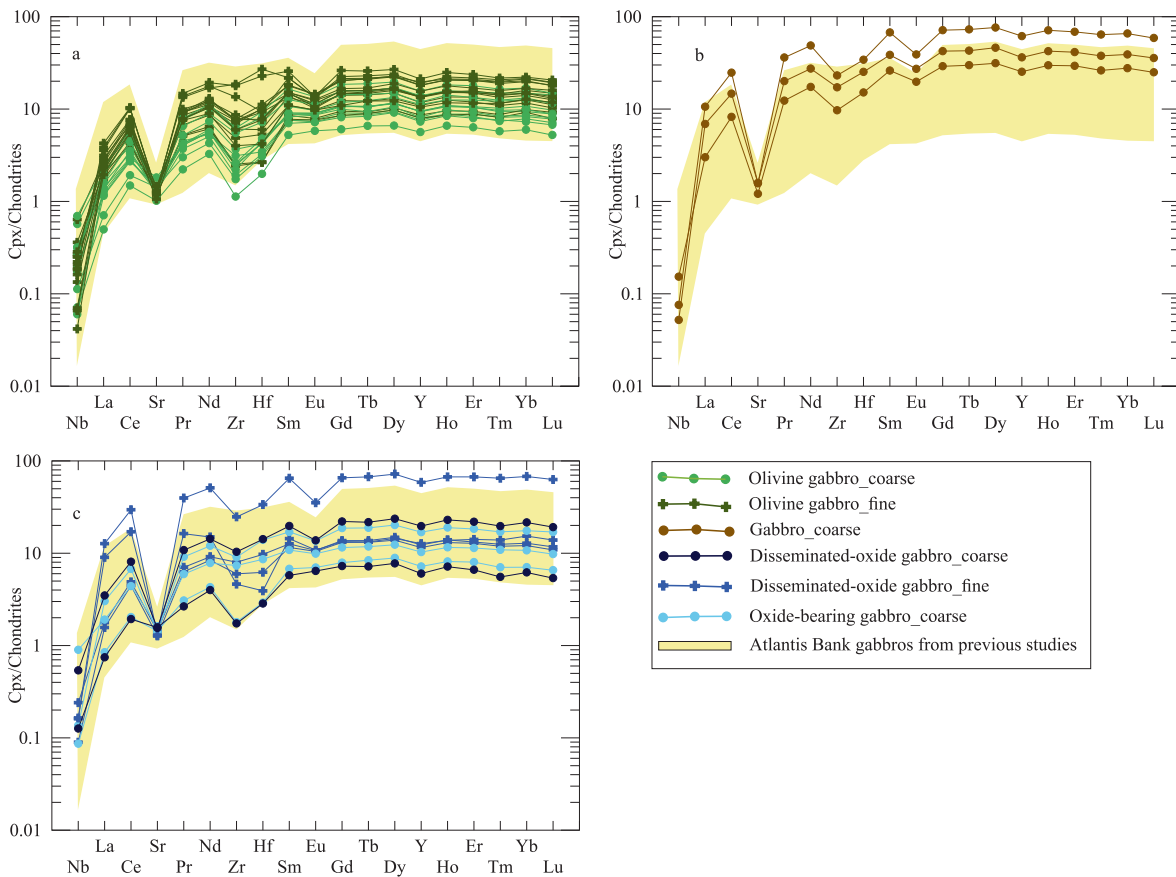 100
10
1
0.1
0.01
Cpx/Chondrites
a
La Sr Nd Hf Eu Tb Y Er Yb
Nb Ce Pr Zr Sm Gd Dy Ho Tm Lu
100
10
1
0.1
0.01
Cpx/Chondrites
b
La Sr Nd Hf Eu Tb Y Er Yb
Nb Ce Pr Zr Sm Gd Dy Ho Tm Lu
100
10
1
0.1
0.01
Cpx/Chondrites
c
La Sr Nd Hf Eu Tb Y Er Yb
Nb Ce Pr Zr Sm Gd Dy Ho Tm Lu
Olivine gabbro_coarse
Olivine gabbro_fine
Gabbro_coarse
Disseminated-oxide gabbro_coarse
Disseminated-oxide gabbro_fine
Oxide-bearing gabbro_coarse
Atlantis Bank gabbros from previous studies